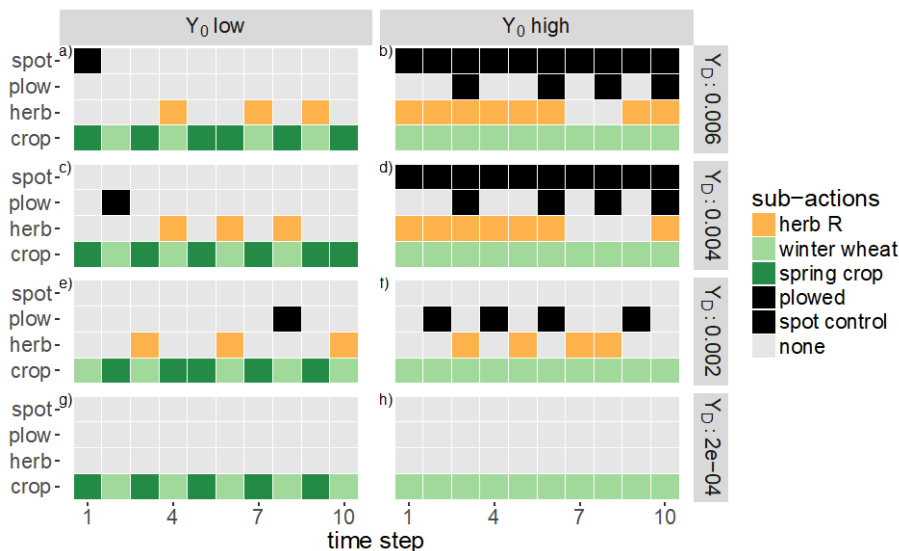 Y0 low
Y0 high
a)
spot
plow
herb
crop
b)
YD: 0.006
c)
spot
plow
herb
crop
d)
YD: 0.004
e)
spot
plow
herb
crop
f)
YD: 0.002
g)
spot
plow
herb
crop
h)
YD: 2e-04
1 4 7 10
1 4 7 10
time step
sub-actions
herb R
winter wheat
spring crop
plowed
spot control
none